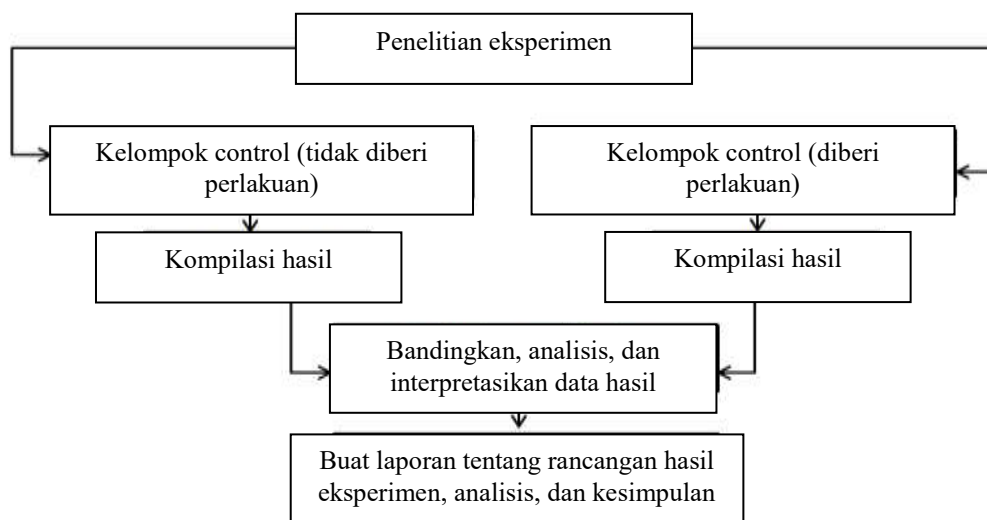 Penelitian eksperimen
Kelompok control (tidak diberi
perlakuan)
Kelompok control (diberi
perlakuan)
Kompilasi hasil
Kompilasi hasil
Bandingkan, analisis, dan
interpretasikan data hasil
Buat laporan tentang rancangan hasil
eksperimen, analisis, dan kesimpulan